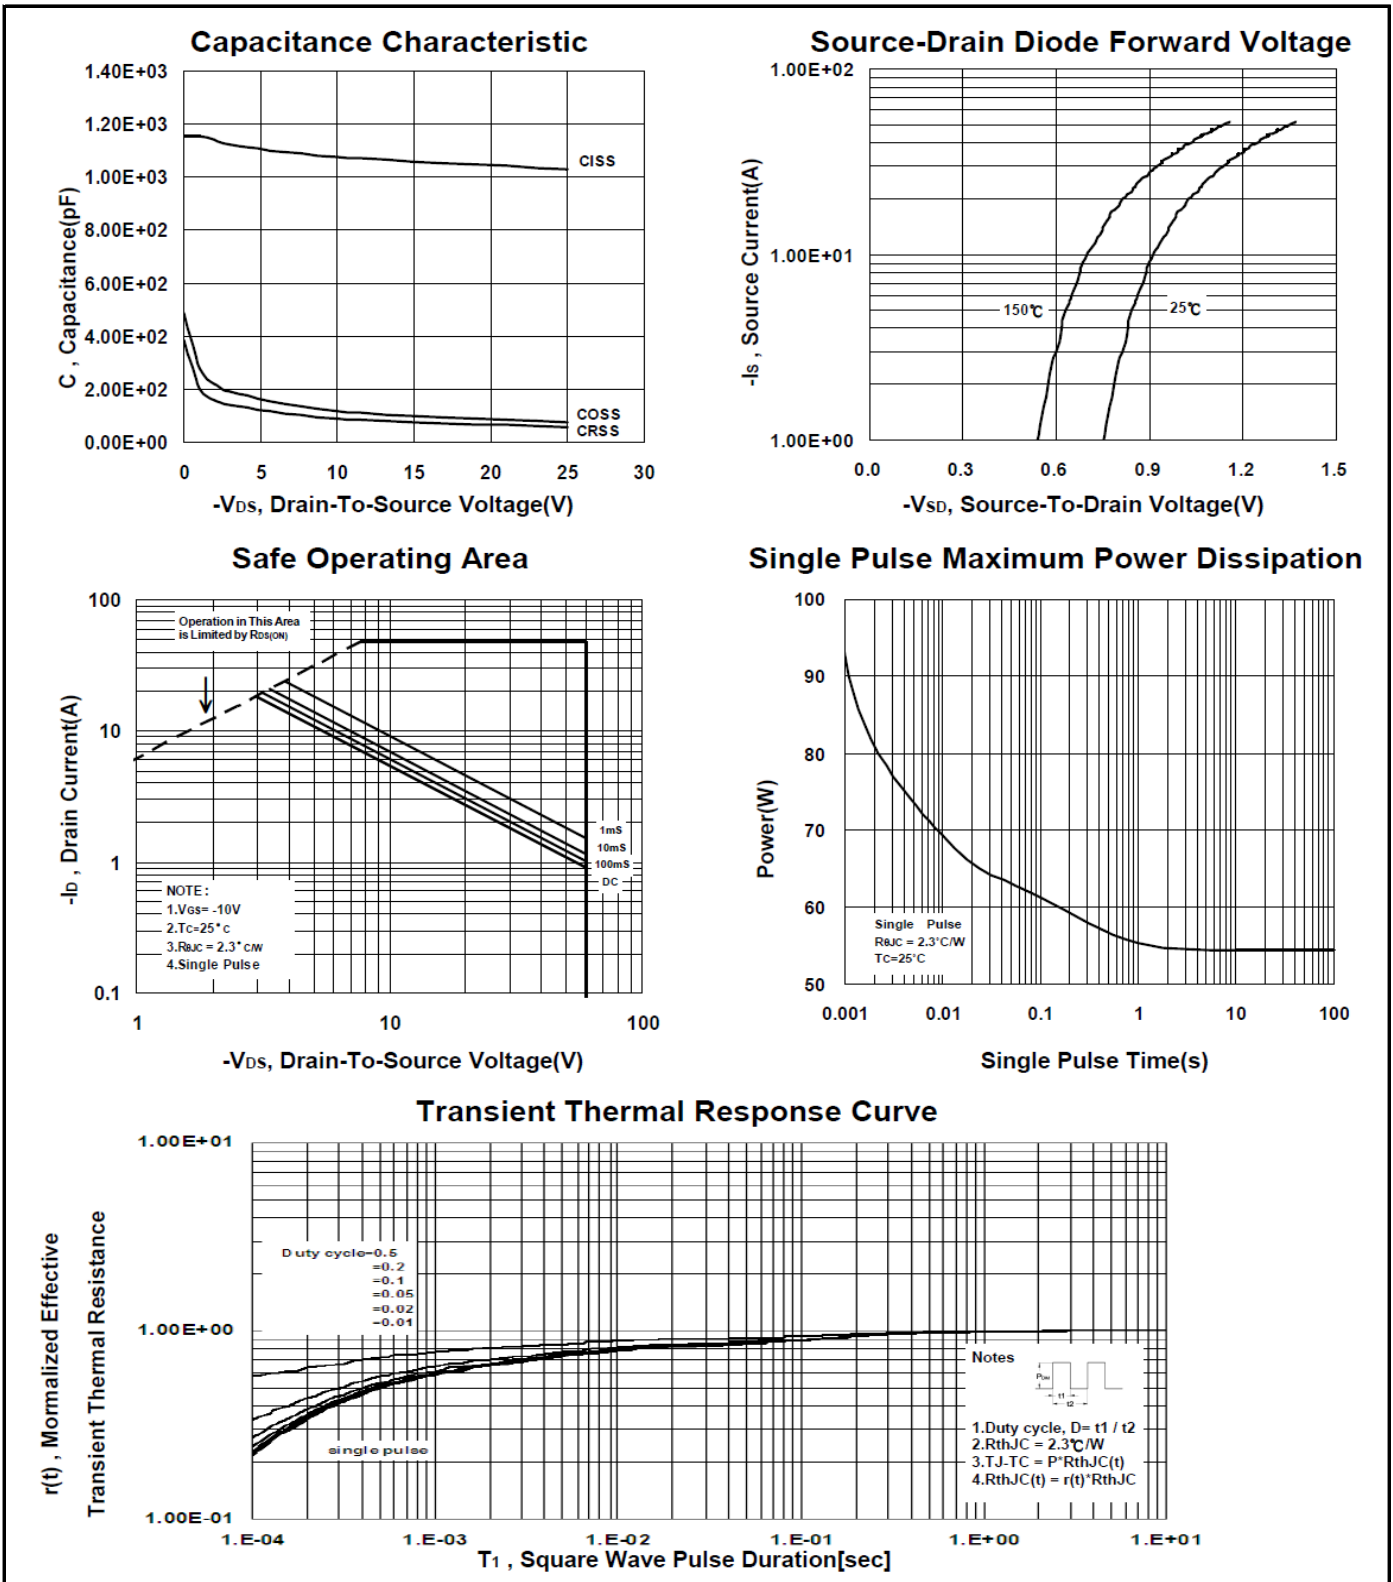 Capacitance Characteristic
1.40E+03
1.20E+03
1.00E+03
8.00E+02
6.00E+02
4.00E+02
2.00E+02
0.00E+00
C , Capacitance(pF)
CISS
COSS
CRSS
0 5 10 15 20 25 30
-VDS, Drain-To-Source Voltage(V)
Source-Drain Diode Forward Voltage
1.00E+02
1.00E+01
1.00E+00
-IS , Source Current(A)
150℃
25℃
0.0 0.3 0.6 0.9 1.2 1.5
-VSD, Source-To-Drain Voltage(V)
Safe Operating Area
100
10
1
0.1
-ID , Drain Current(A)
Operation in This Area
is Limited by RDS(ON)
1mS
10mS
100mS
DC
NOTE :
1.VGS= -10V
2.TC=25°C
3.RθJC = 2.3°C/W
4.Single Pulse
1 10 100
-VDS, Drain-To-Source Voltage(V)
Single Pulse Maximum Power Dissipation
100
90
80
70
60
50
Power(W)
Single Pulse
RθJC = 2.3°C/W
TC=25°C
0.001 0.01 0.1 1 10 100
Single Pulse Time(s)
Transient Thermal Response Curve
1.00E+01
1.00E+00
1.00E-01
r(t) , Mormalized Effective
Transient Thermal Resistance
Duty cycle=0.5
=0.2
=0.1
=0.05
=0.02
=0.01
single pulse
Notes
PDM
t1
t2
1.Duty cycle, D= t1 / t2
2.RthJC = 2.3℃/W
3.TJ-TC = P*RthJC(t)
4.RthJC(t) = r(t)*RthJC
1.E-04 1.E-03 1.E-02 1.E-01 1.E+00 1.E+01
T1 , Square Wave Pulse Duration[sec]